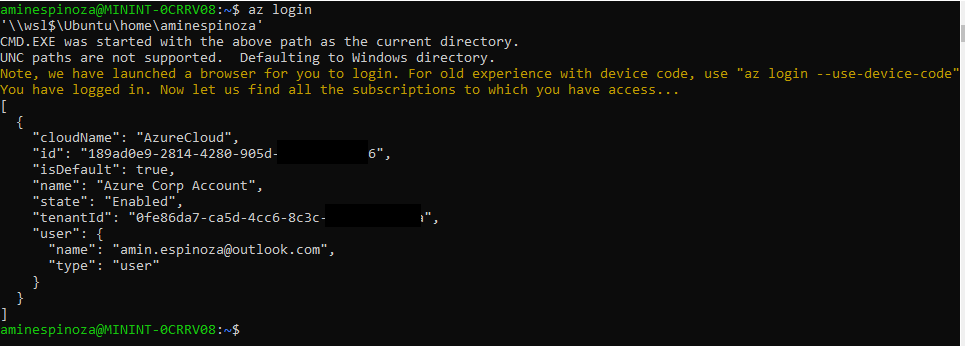 aminespinoza@MININT-0CRRV08:~$ az login
'\\wsl$\Ubuntu\home\aminespinoza'
CMD.EXE was started with the above path as the current directory.
UNC paths are not supported.  Defaulting to Windows directory.
Note, we have launched a browser for you to login. For old experience with device code, use "az login --use-device-code"
You have logged in. Now let us find all the subscriptions to which you have access...
[
  {
    "cloudName": "AzureCloud",
    "id": "189ad0e9-2814-4280-905d-6",
    "isDefault": true,
    "name": "Azure Corp Account",
    "state": "Enabled",
    "tenantId": "0fe86da7-ca5d-4cc6-8c3c-",
    "user": {
      "name": "amin.espinoza@outlook.com",
      "type": "user"
    }
  }
]
aminespinoza@MININT-0CRRV08:~$